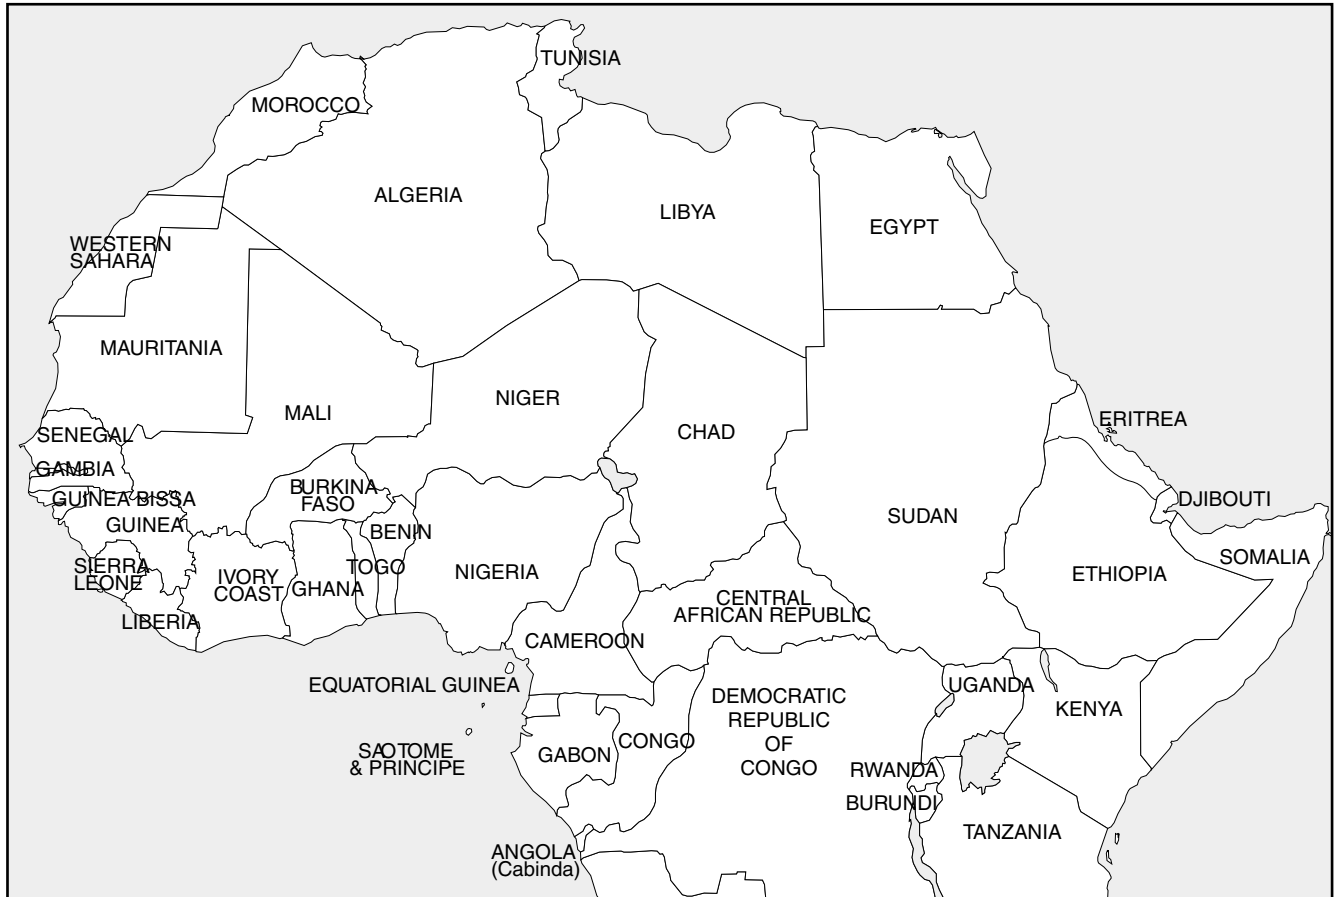 TUNISIA
MOROCCO
ALGERIA
LIBYA
EGYPT
WESTERN
SAHARA
MAURITANIA
MALI
NIGER
CHAD
ERITREA
SENEGAL
GAMBIA
GUINEA BISSA
GUINEA
BURKINA
FASO
BENIN
SUDAN
DJIBOUTI
SOMALIA
SIERRA
LEONE
IVORY
COAST
GHANA
TOGO
NIGERIA
ETHIOPIA
LIBERIA
CENTRAL
AFRICAN REPUBLIC
CAMEROON
EQUATORIAL GUINEA
DEMOCRATIC
REPUBLIC
OF
CONGO
UGANDA
KENYA
SAO TOME
& PRINCIPE
GABON
CONGO
RWANDA
BURUNDI
TANZANIA
ANGOLA
(Cabinda)